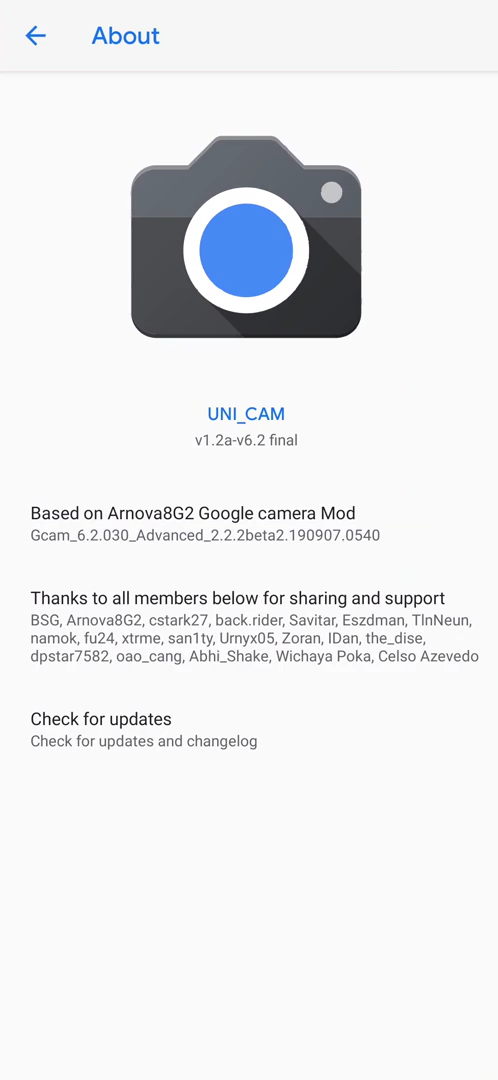 About
UNI_CAM
v1.2a-v6.2 final
Based on Arnova8G2 Google camera Mod
Gcam_6.2.030_Advanced_2.2.2beta2.190907.0540
Thanks to all members below for sharing and support
BSG, Arnova8G2, cstark27, back.rider, Savitar, Eszdman, TlnNeun,
namok, fu24, xtrme, san1ty, Urnyx05, Zoran, IDan, the_dise,
dpstar7582, oao_cang, Abhi_Shake, Wichaya Poka, Celso Azevedo
Check for updates
Check for updates and changelog